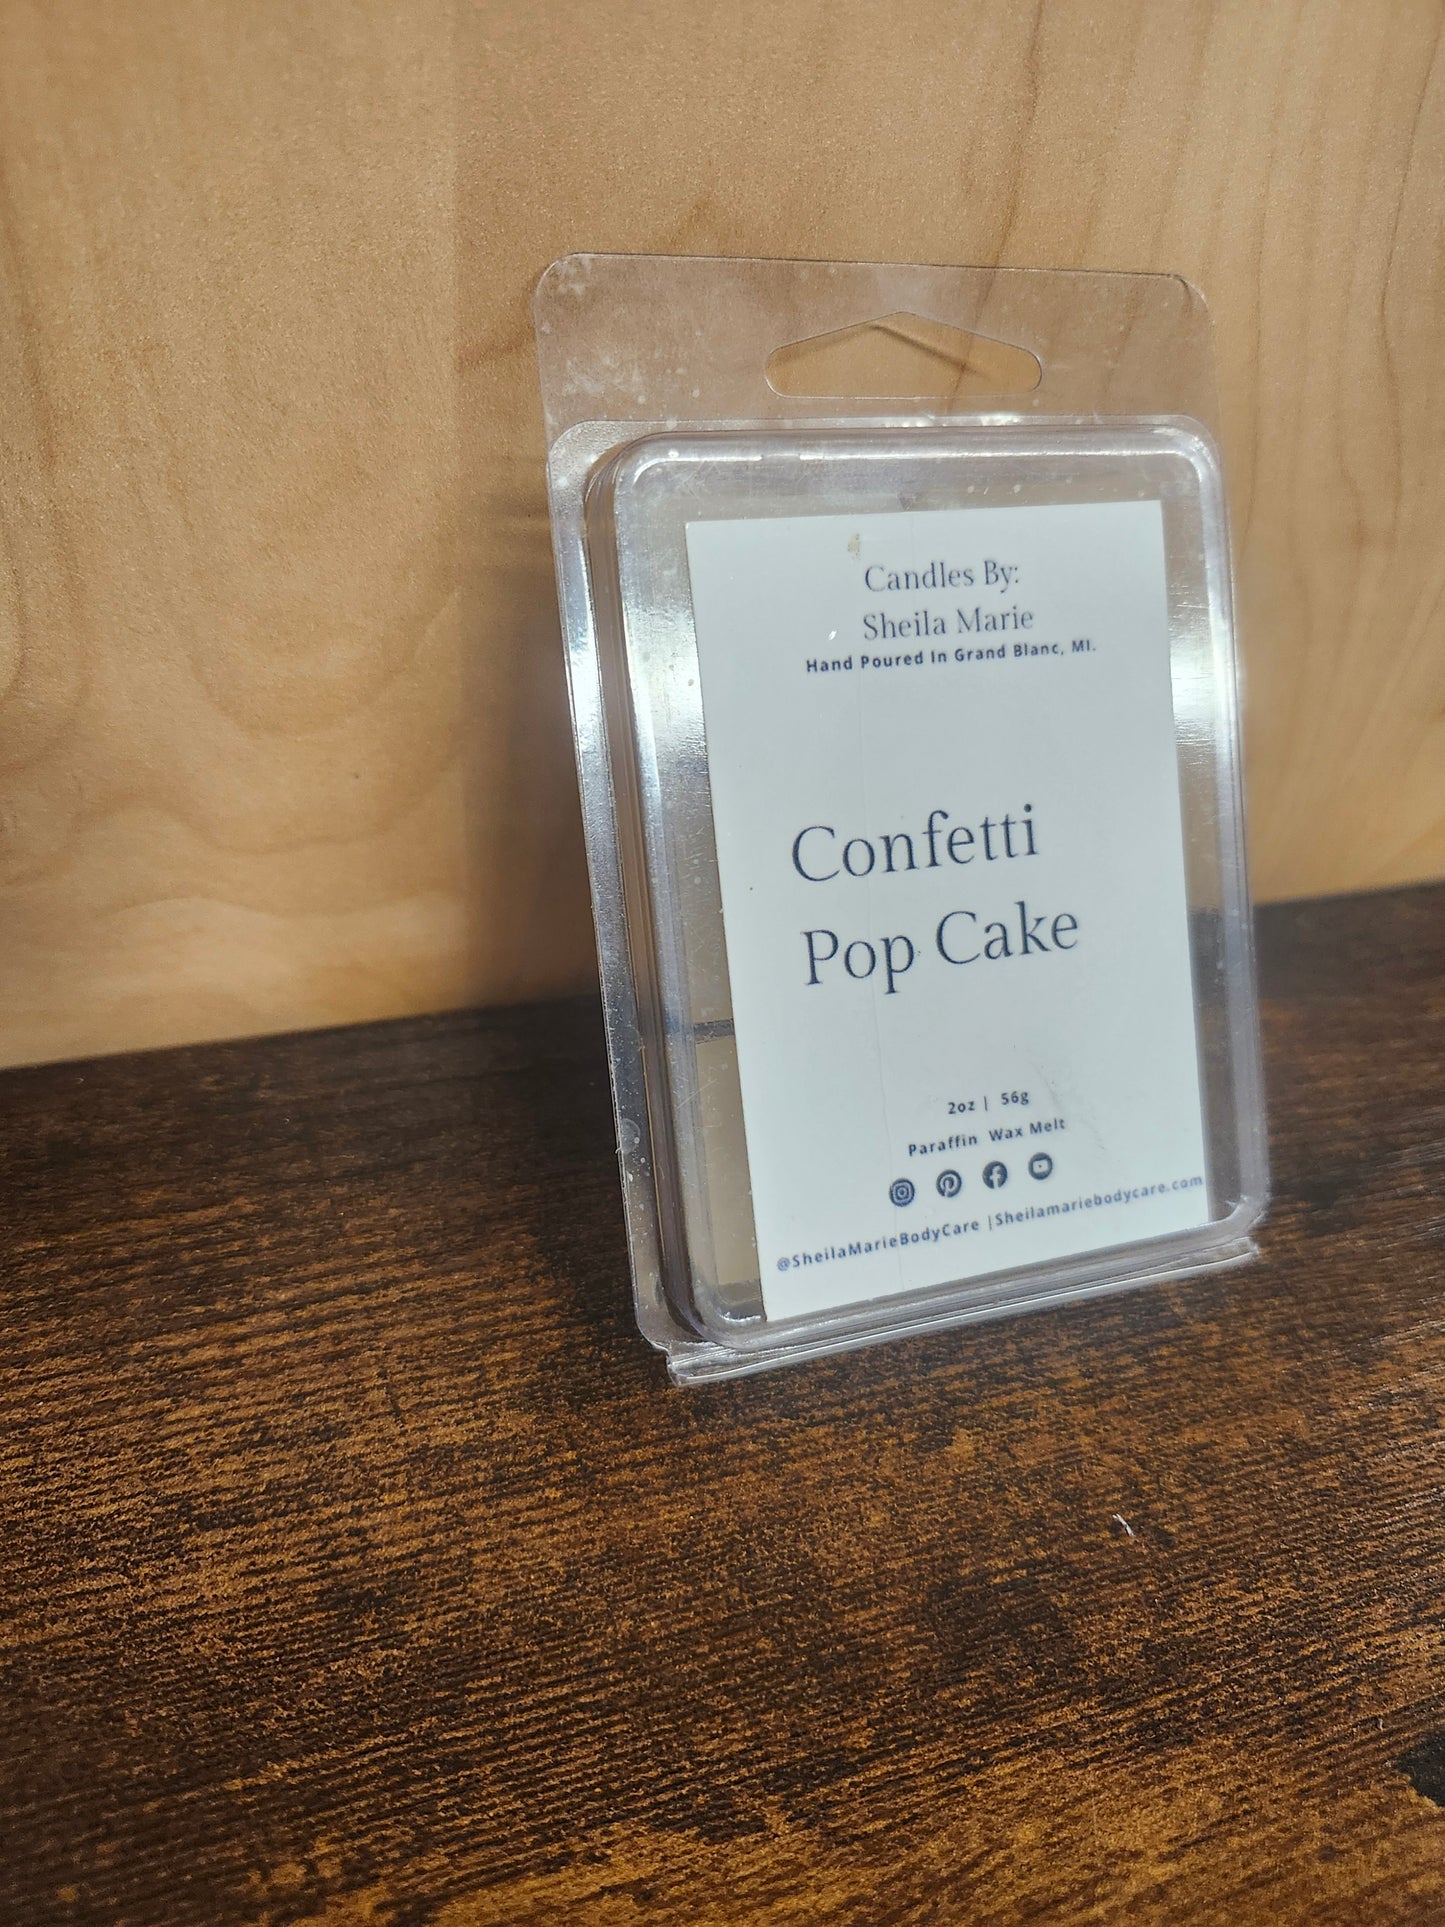 Candles By:
Sheila Marie
Hand Poured In Grand Blanc, MI.
Confetti
Pop Cake
2oz | 56g
Paraffin Wax Melt
@SheilaMarieBodyCare |Sheilamariebodycare.com